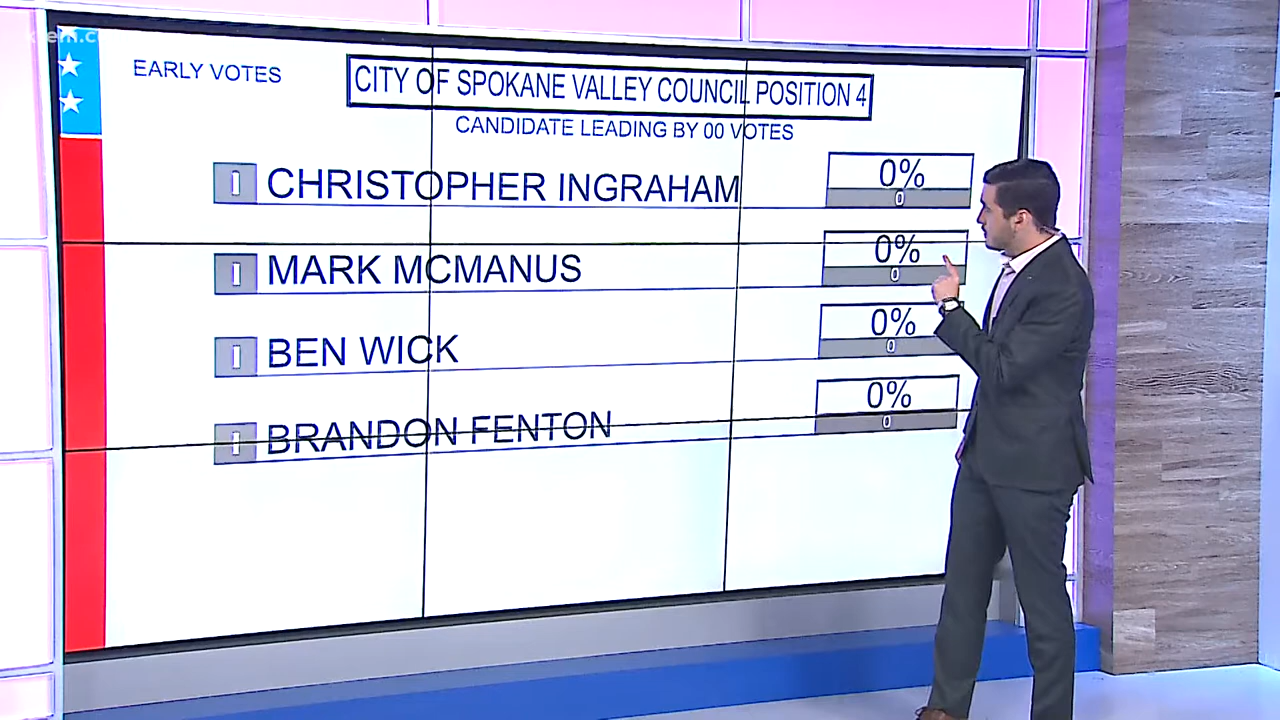 EARLY VOTES
CITY OF SPOKANE VALLEY COUNCIL POSITION 4
CANDIDATE LEADING BY 00 VOTES
I CHRISTOPHER INGRAHAM 0%
0
I MARK MCMANUS 0%
0
I BEN WICK 0%
0
I BRANDON FENTON 0%
0